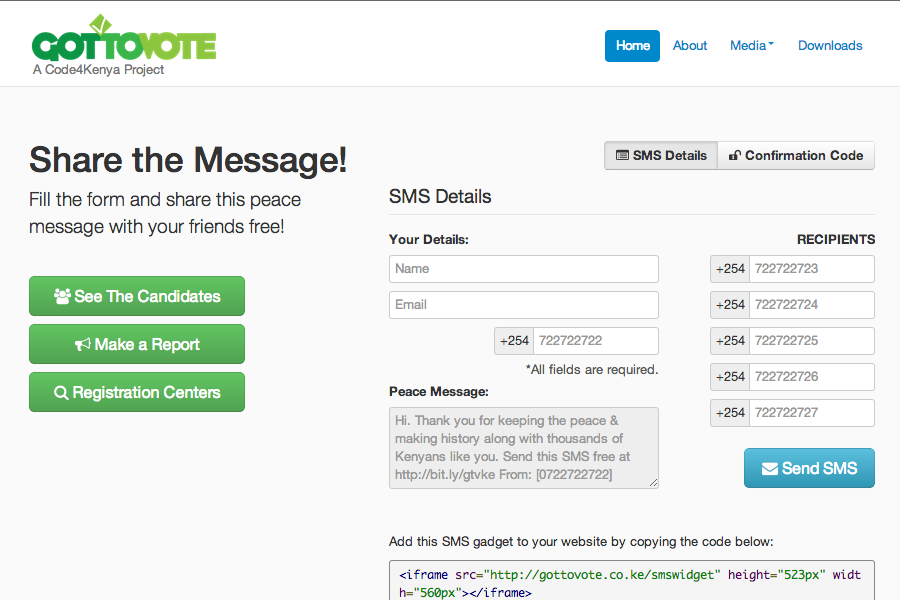 GOTTOVOTE
A Code4Kenya Project
Home
About
Media
Downloads
Share the Message!
Fill the form and share this peace
message with your friends free!
See The Candidates
Make a Report
Registration Centers
SMS Details
Confirmation Code
SMS Details
Your Details:
Name
Email
+254 722722722
*All fields are required.
Peace Message:
Hi. Thank you for keeping the peace &
making history along with thousands of
Kenyans like you. Send this SMS free at
http://bit.ly/gtvke From: [0722722722]
RECIPIENTS
+254 722722723
+254 722722724
+254 722722725
+254 722722726
+254 722722727
Send SMS
Add this SMS gadget to your website by copying the code below:
<iframe src="http://gottovote.co.ke/smswidget" height="523px" widt
h="560px"></iframe>